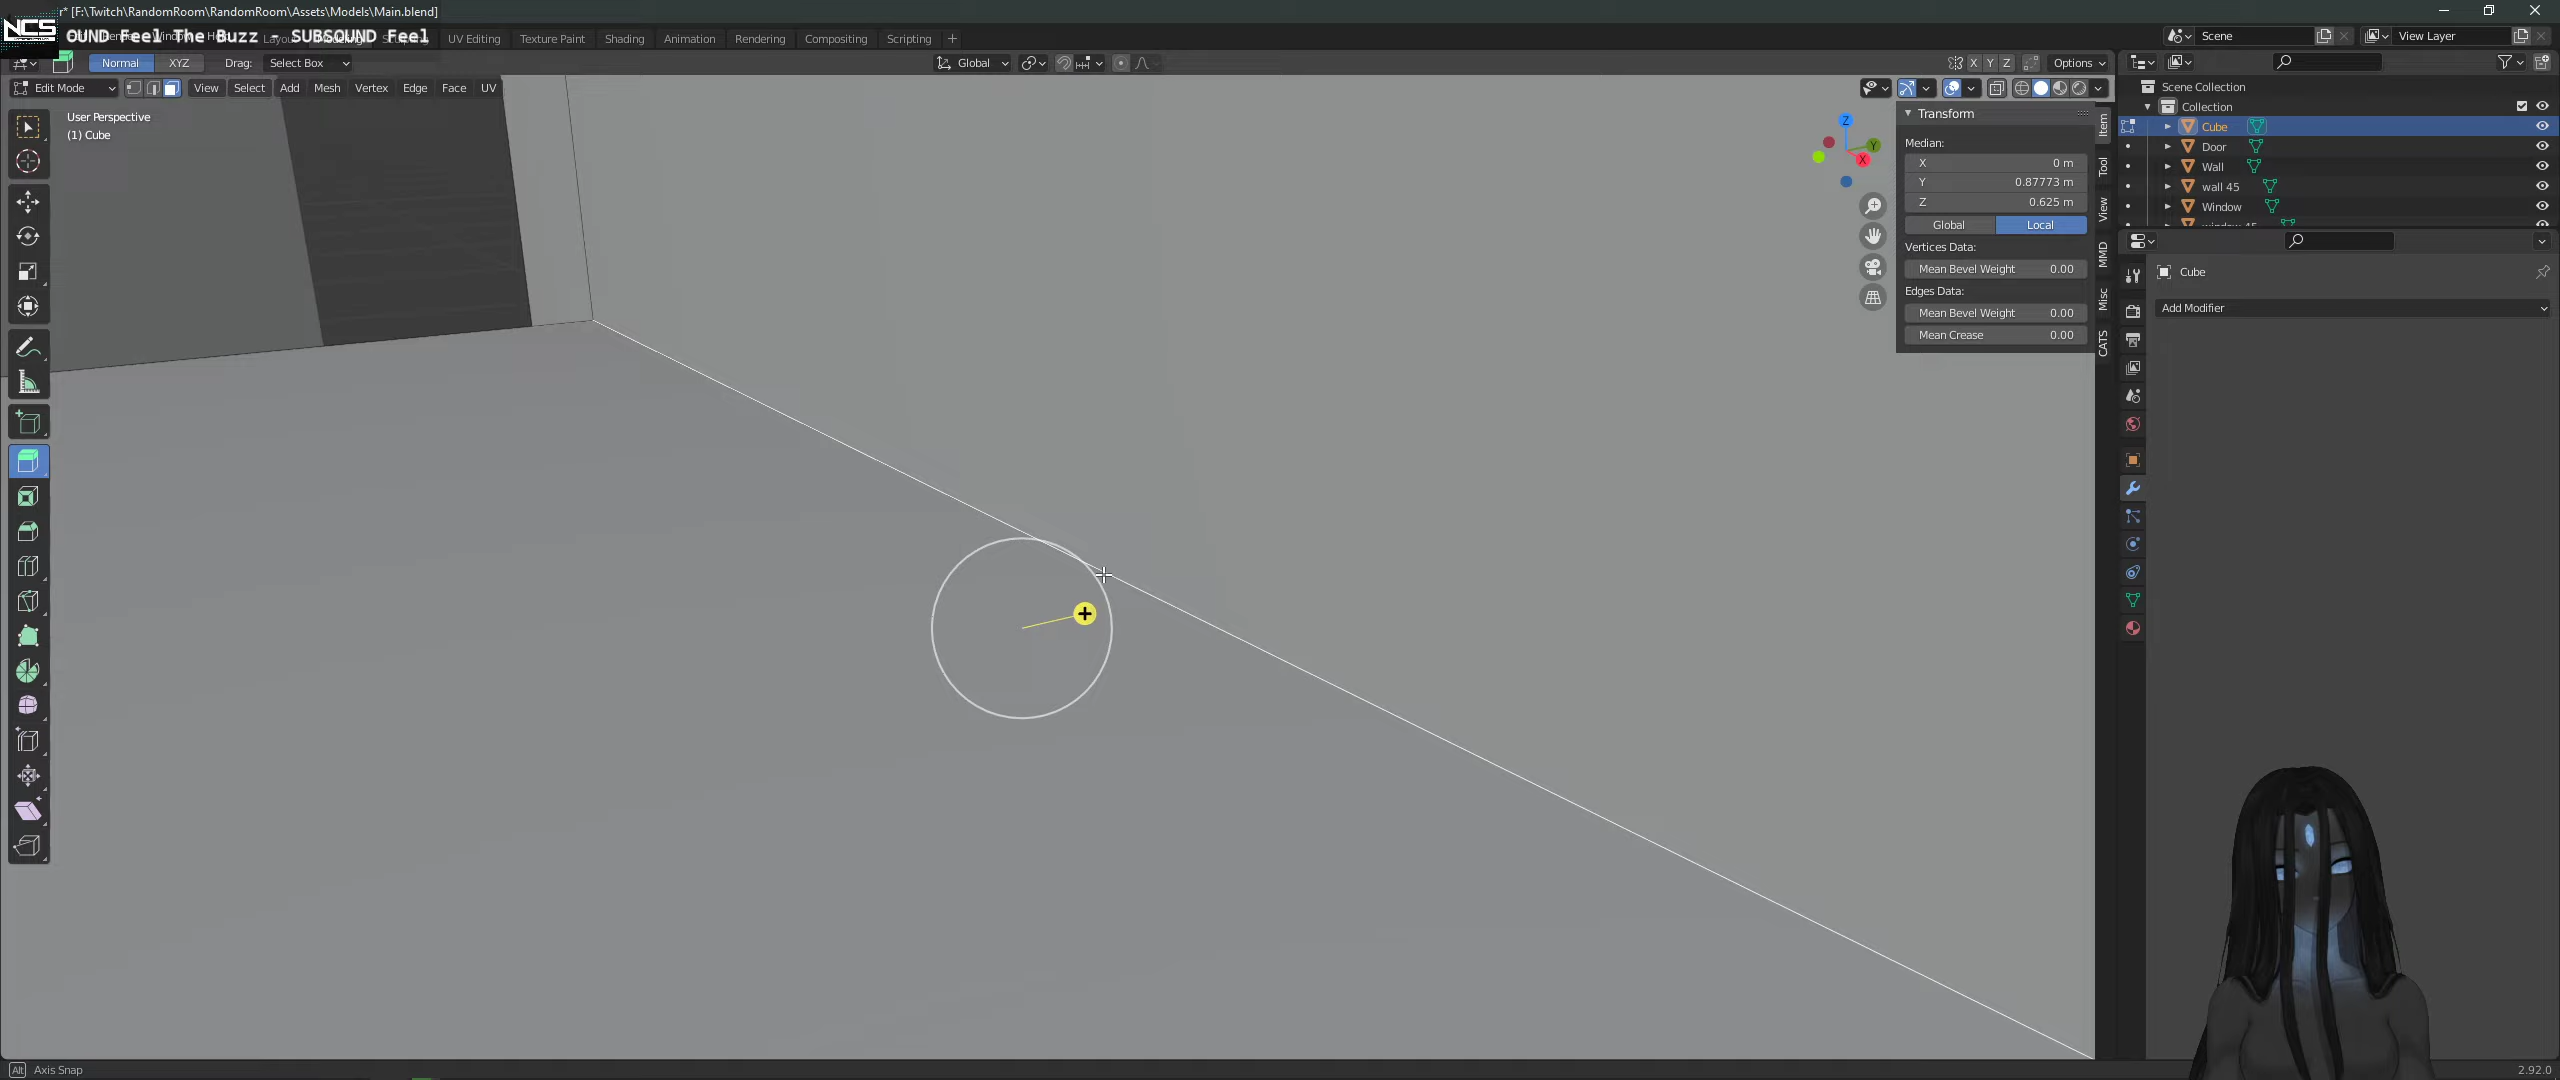 r* [F:\Twitch\RandomRoom\RandomRoom\Assets\Models\Main.blend]
NCS
OUND Feel The Buzz - SUBSOUND Feel
UV Editing
Texture Paint
Shading
Animation
Rendering
Compositing
Scripting
Scene
View Layer
Normal
XYZ
Drag:
Select Box
Global
X
Y
Z
Options
Edit Mode
View
Select
Add
Mesh
Vertex
Edge
Face
UV
User Perspective
(1) Cube
Z
Y
X
Transform
Median:
X 0 m
Y 0.87773 m
Z 0.625 m
Global
Local
Vertices Data:
Mean Bevel Weight 0.00
Edges Data:
Mean Bevel Weight 0.00
Mean Crease 0.00
Item
Tool
View
MMD
Misc
CATS
Scene Collection
Collection
Cube
Door
Wall
wall 45
Window
Cube
Add Modifier
Alt
Axis Snap
2.92.0